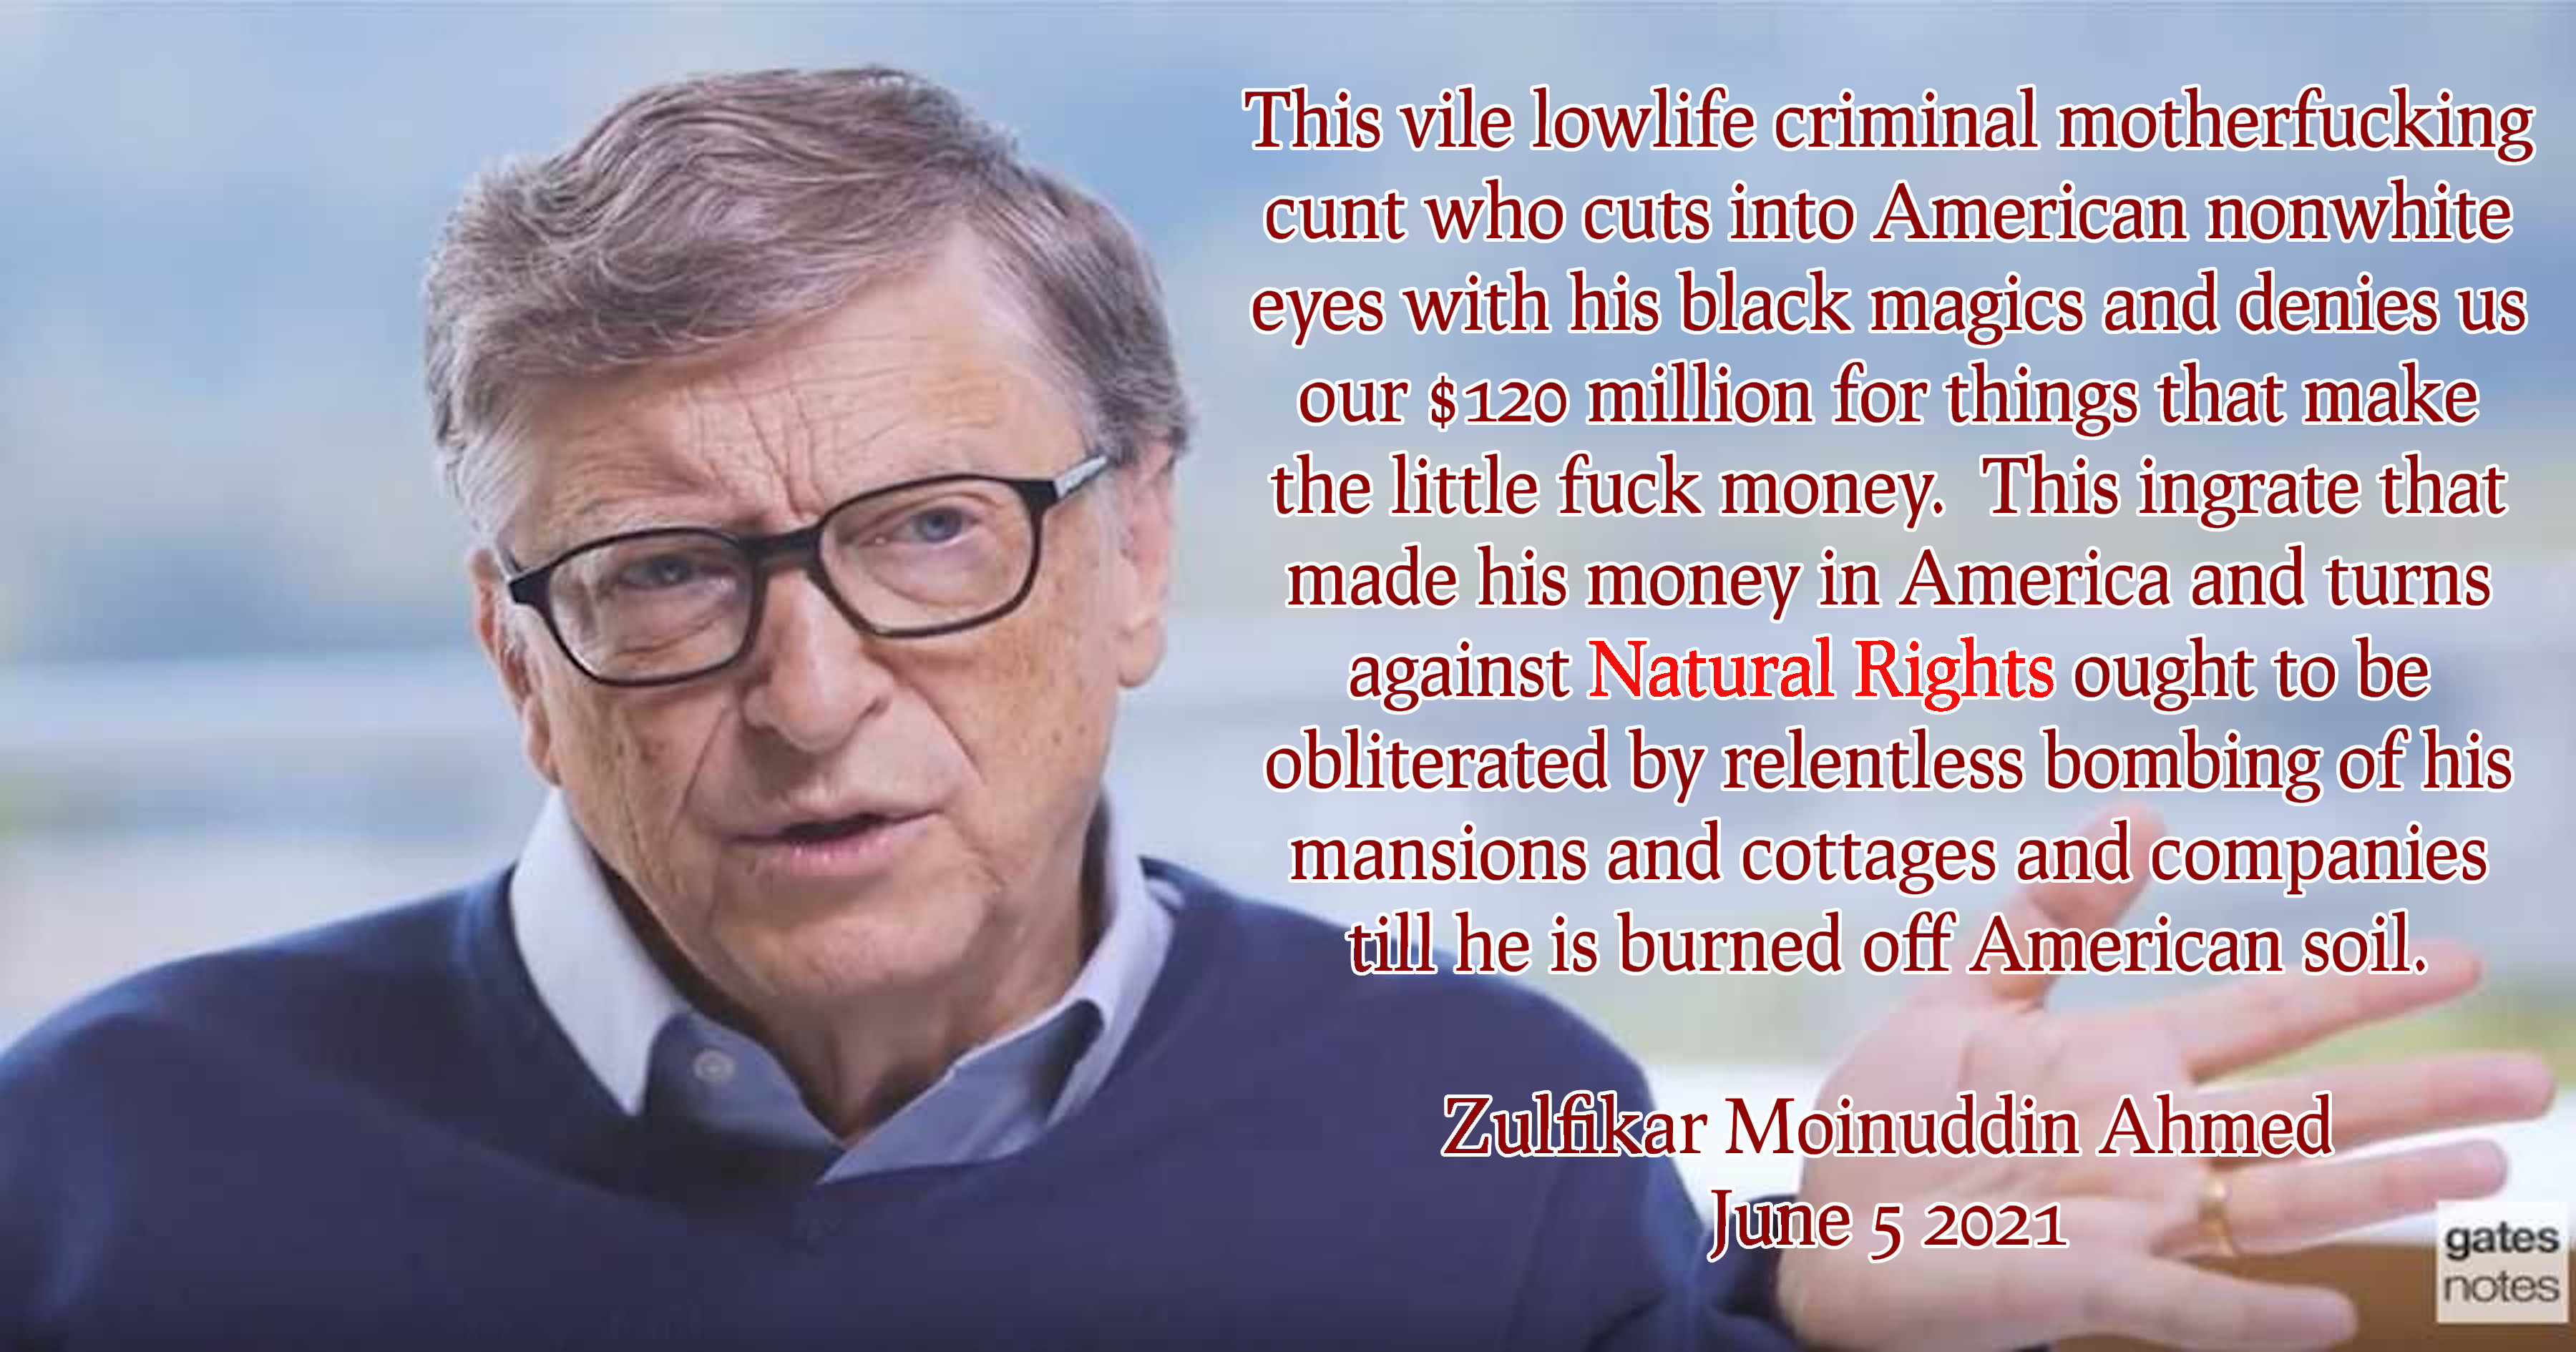 This vile lowlife criminal motherfucking
cunt who cuts into American nonwhite
eyes with his black magics and denies us
our $120 million for things that make
the little fuck money.  This ingrate that
made his money in America and turns
against Natural Rights ought to be
obliterated by relentless bombing of his
mansions and cottages and companies
till he is burned off American soil.
Zulfikar Moinuddin Ahmed
June 5 2021
gates
notes